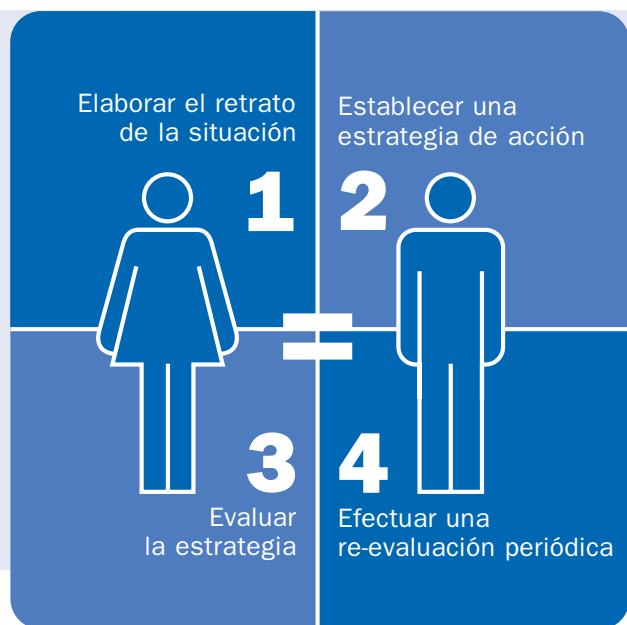 Elaborar el retrato
de la situación
1
Establecer una
estrategia de acción
2
=
3
Evaluar
la estrategia
4
Efectuar una
re-evaluación periódica